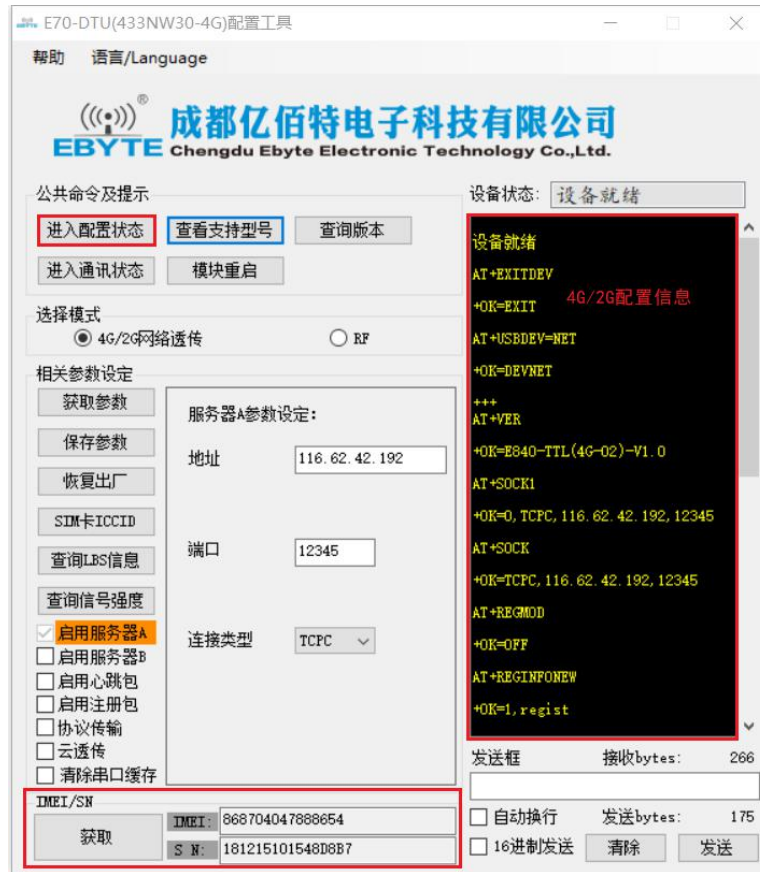 E70-DTU(433NW30-4G)配置工具
帮助 语言/Language
((•)) ®
EBYTE 成都亿佰特电子科技有限公司
Chengdu Ebyte Electronic Technology Co.,Ltd.
公共命令及提示
进入配置状态 查看支持型号 查询版本
进入通讯状态 模块重启
选择模式
4G/2G网络透传 RF
相关参数设定
获取参数
保存参数
恢复出厂
SIM卡ICCID
查询LBS信息
查询信号强度
启用服务器A
启用服务器B
启用心跳包
启用注册包
协议传输
云透传
清除串口缓存
服务器A参数设定:
地址 116.62.42.192
端口 12345
连接类型 TCPC
IMEI/SN
获取
IMEI: 868704047888654
S N: 181215101548D8B7
设备状态: 设备就绪
设备就绪
AT+EXITDEV
4G/2G配置信息
+OK=EXIT
AT+USBDEV=NET
+OK=DEVNET
+++
AT+VER
+OK=E840-TTL(4G-02)-V1.0
AT+SOCK1
+OK=0,TCPC,116.62.42.192,12345
AT+SOCK
+OK=TCPC,116.62.42.192,12345
AT+REGMOD
+OK=OFF
AT+REGINFONEW
+OK=1,regist
发送框 接收bytes: 266
自动换行 发送bytes: 175
16进制发送 清除 发送